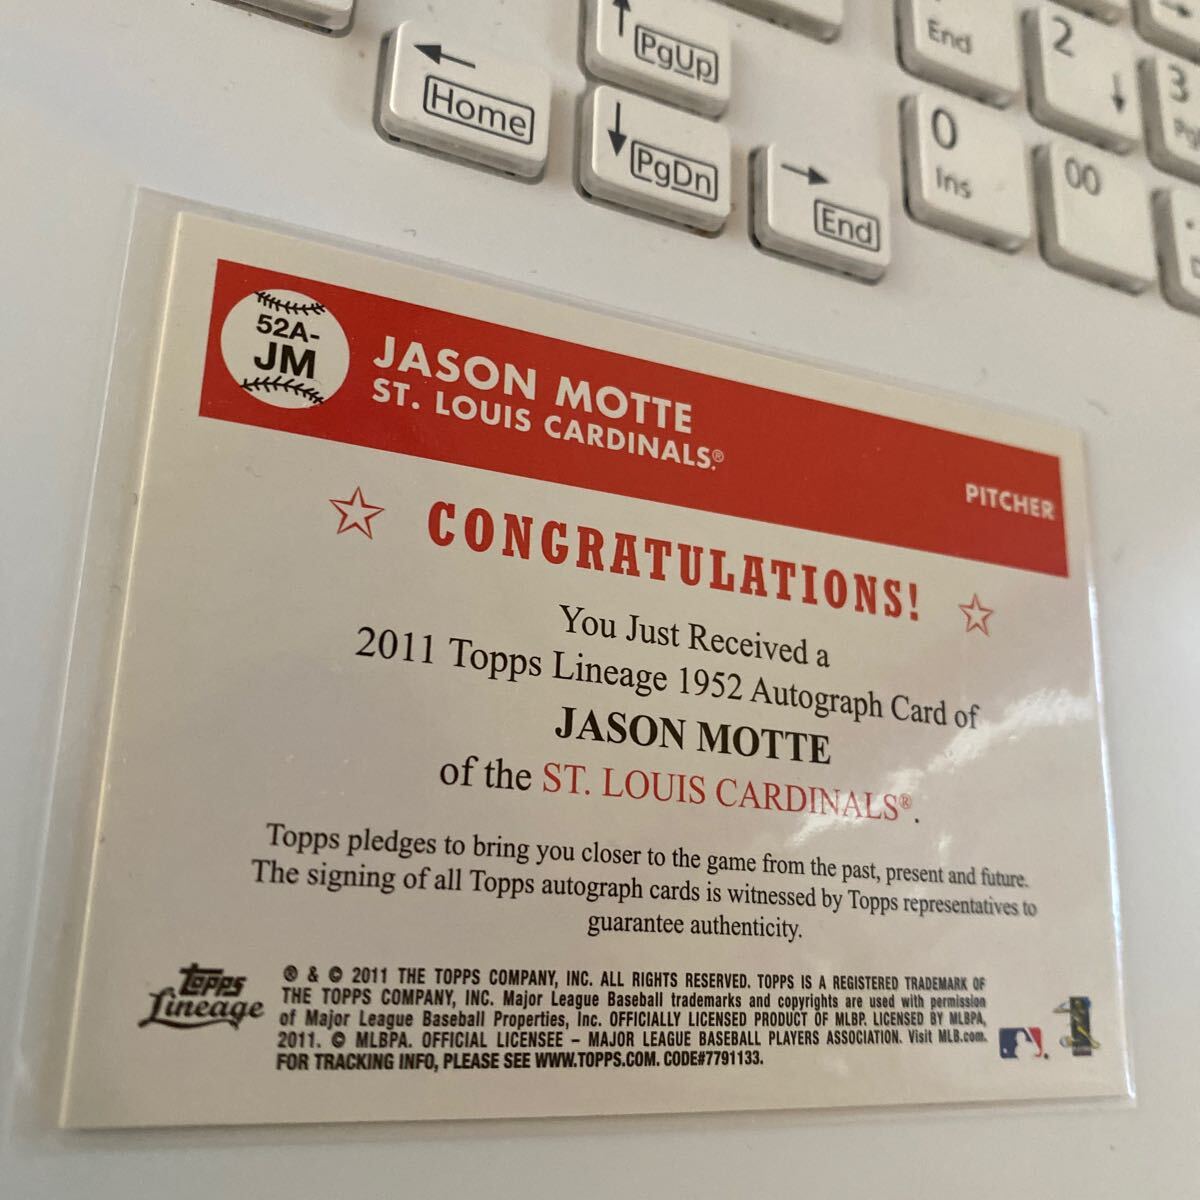 ← Home
↑ PgUp
↓ PgDn
→ End
End
2 ↓
3
0 Ins
00
52A-
JM
JASON MOTTE
ST. LOUIS CARDINALS®
PITCHER
☆ CONGRATULATIONS! ☆
You Just Received a
2011 Topps Lineage 1952 Autograph Card of
JASON MOTTE
of the ST. LOUIS CARDINALS®.
Topps pledges to bring you closer to the game from the past, present and future.
The signing of all Topps autograph cards is witnessed by Topps representatives to
guarantee authenticity.
Topps
Lineage
® & © 2011 THE TOPPS COMPANY, INC. ALL RIGHTS RESERVED. TOPPS IS A REGISTERED TRADEMARK OF
THE TOPPS COMPANY, INC. Major League Baseball trademarks and copyrights are used with permission
of Major League Baseball Properties, Inc. OFFICIALLY LICENSED PRODUCT OF MLBP. LICENSED BY MLBPA,
2011. © MLBPA. OFFICIAL LICENSEE – MAJOR LEAGUE BASEBALL PLAYERS ASSOCIATION. Visit MLB.com.
FOR TRACKING INFO, PLEASE SEE WWW.TOPPS.COM. CODE#7791133.